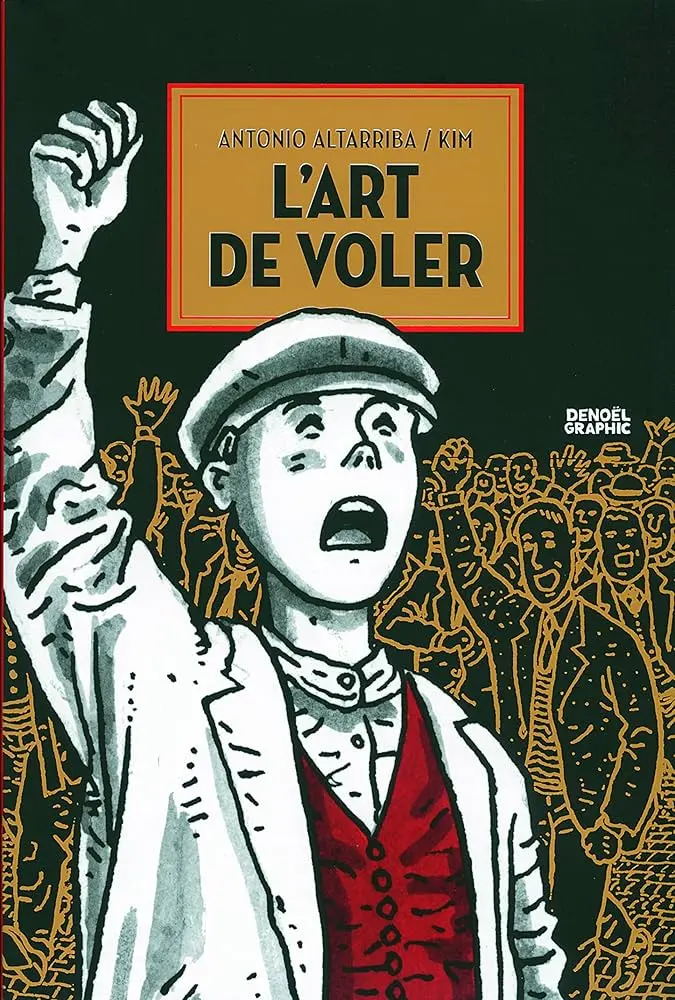 ANTONIO ALTARRIBA / KIM
L'ART
DE VOLER
DENOËL
GRAPHIC